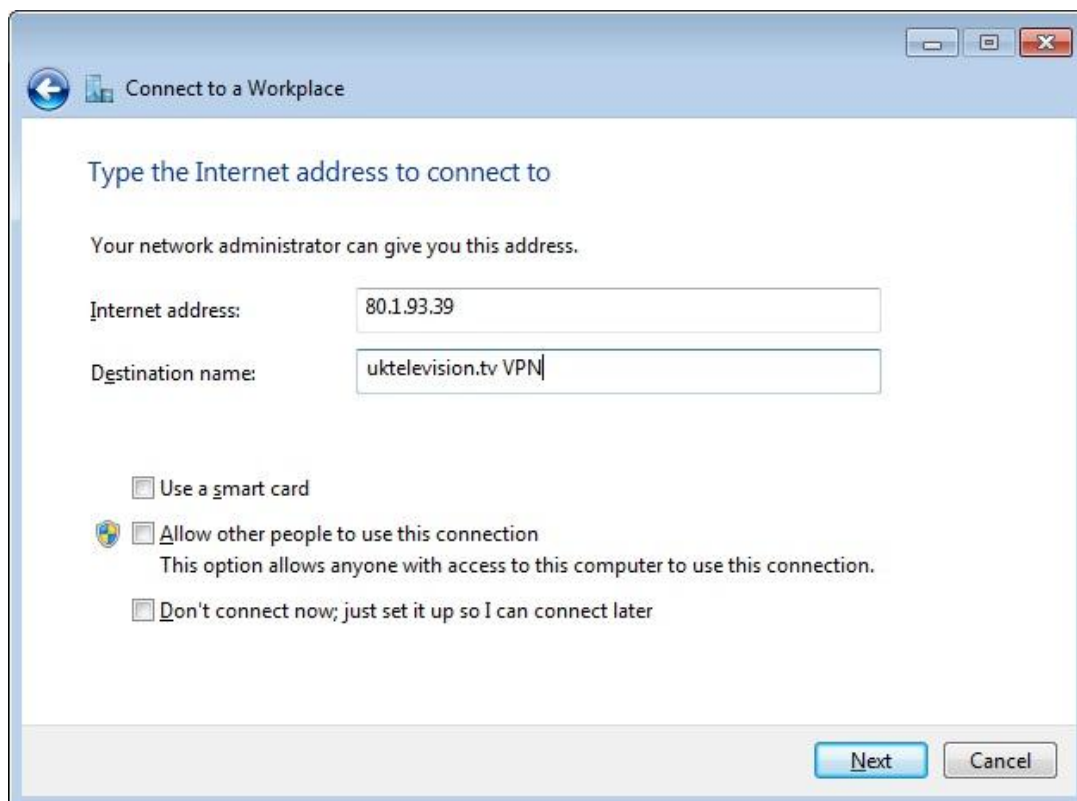 Connect to a Workplace
Type the Internet address to connect to
Your network administrator can give you this address.
Internet address: 80.1.93.39
Destination name: uktelevision.tv VPN
Use a smart card
Allow other people to use this connection
This option allows anyone with access to this computer to use this connection.
Don't connect now; just set it up so I can connect later
Next Cancel